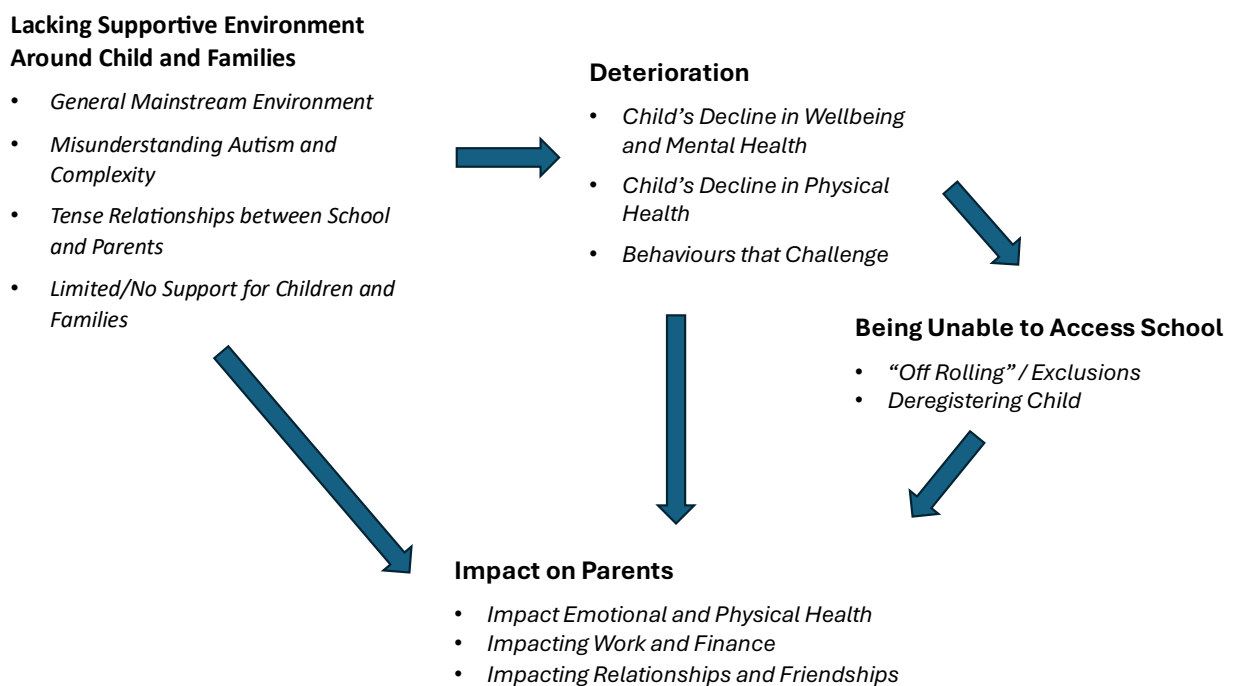 Lacking Supportive Environment
Around Child and Families
• General Mainstream Environment
• Misunderstanding Autism and
Complexity
• Tense Relationships between School
and Parents
• Limited/No Support for Children and
Families
Deterioration
• Child’s Decline in Wellbeing
and Mental Health
• Child’s Decline in Physical
Health
• Behaviours that Challenge
Being Unable to Access School
• “Off Rolling” / Exclusions
• Deregistering Child
Impact on Parents
• Impact Emotional and Physical Health
• Impacting Work and Finance
• Impacting Relationships and Friendships